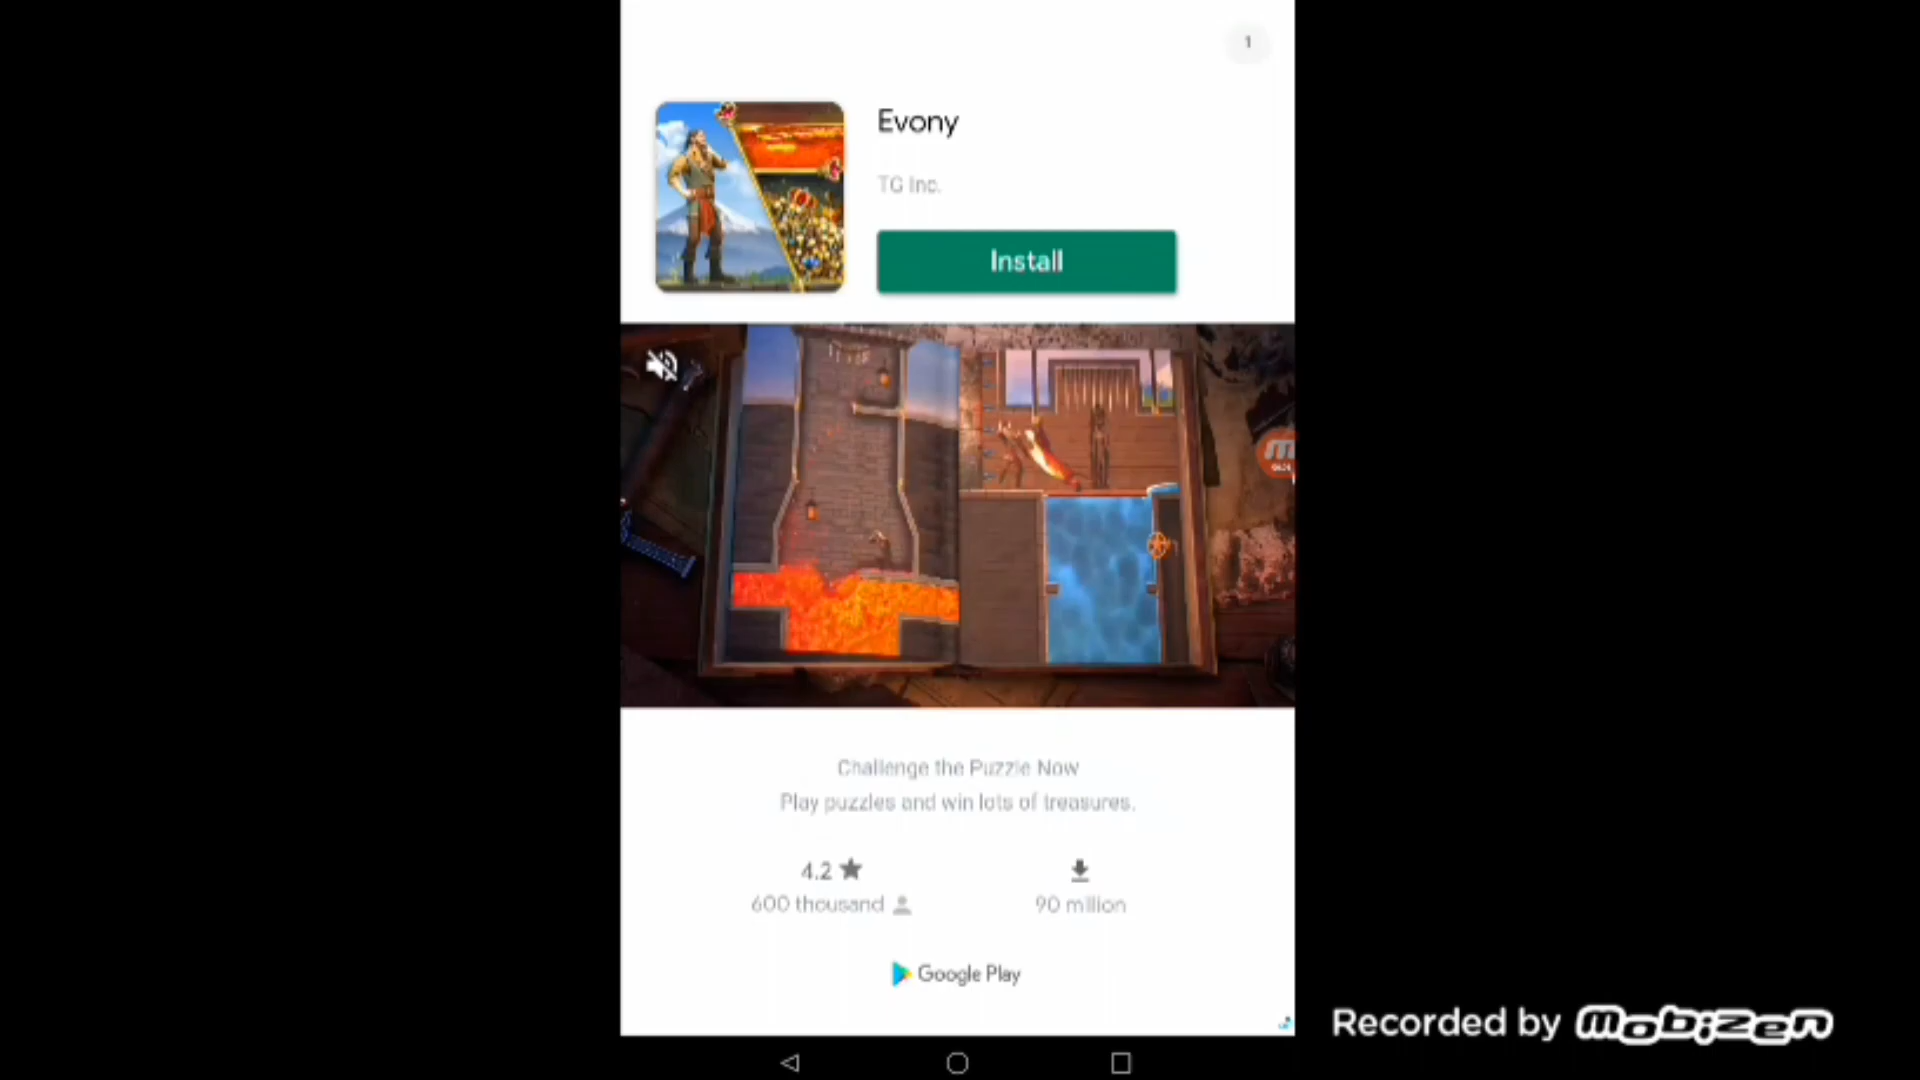 1
Evony
TG Inc.
Install
Challenge the Puzzle Now
Play puzzles and win lots of treasures.
4.2
600 thousand
90 million
Google Play
Recorded by mobizen